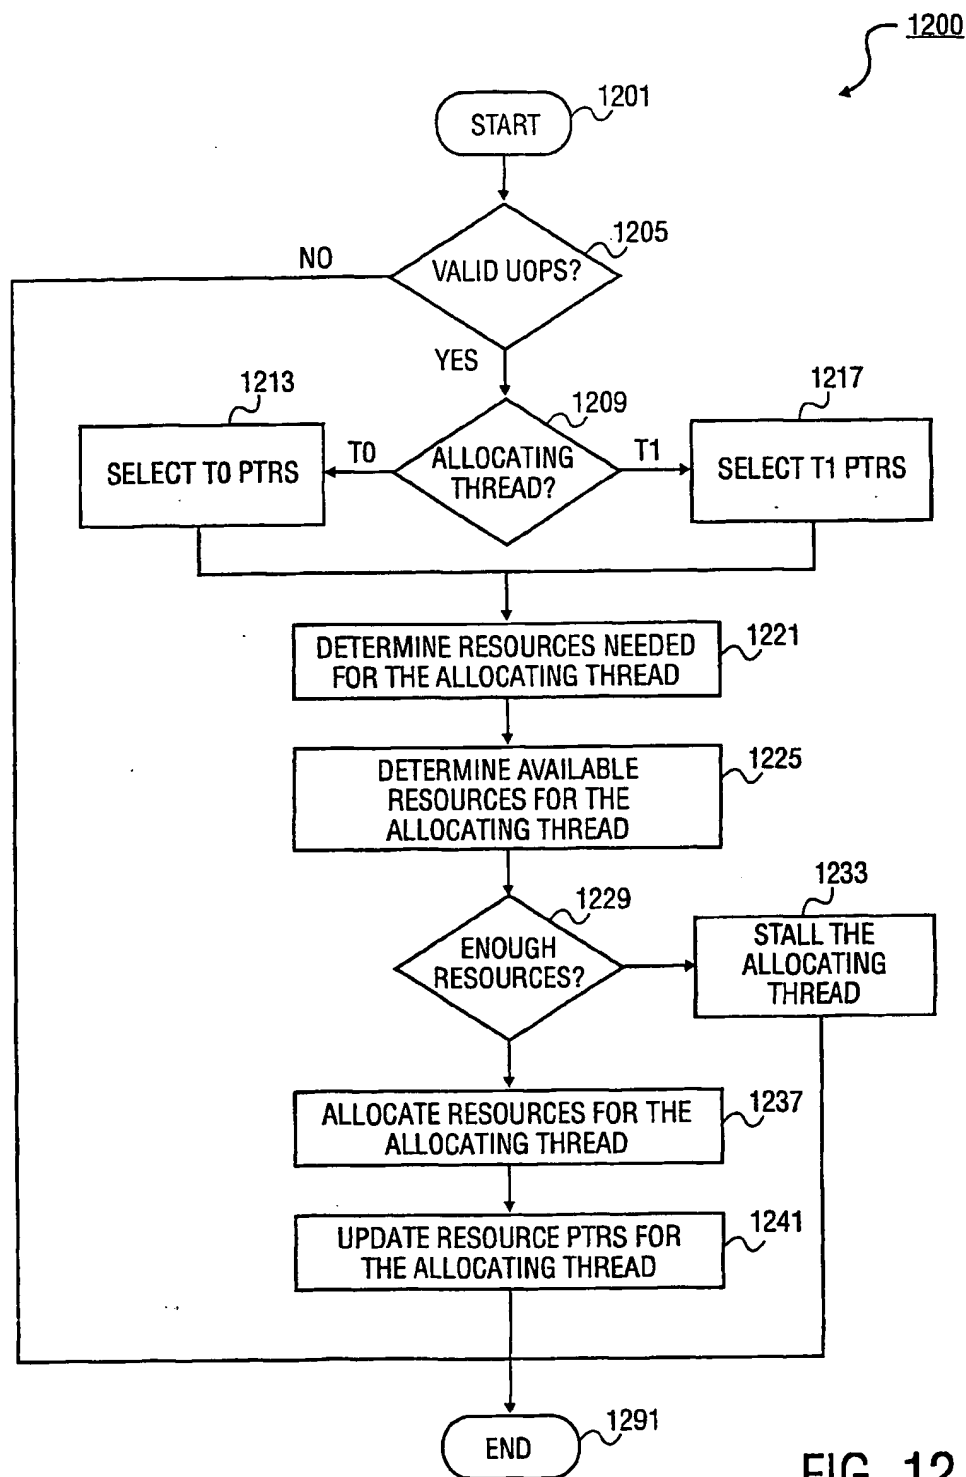 1200
1201
START
1205
NO
VALID UOPS?
YES
1213
1209
1217
SELECT T0 PTRS
T0
ALLOCATING
THREAD?
T1
SELECT T1 PTRS
1221
DETERMINE RESOURCES NEEDED
FOR THE ALLOCATING THREAD
1225
DETERMINE AVAILABLE
RESOURCES FOR THE
ALLOCATING THREAD
1229
ENOUGH
RESOURCES?
1233
STALL THE
ALLOCATING
THREAD
1237
ALLOCATE RESOURCES FOR THE
ALLOCATING THREAD
1241
UPDATE RESOURCE PTRS FOR
THE ALLOCATING THREAD
1291
END
FIG. 12